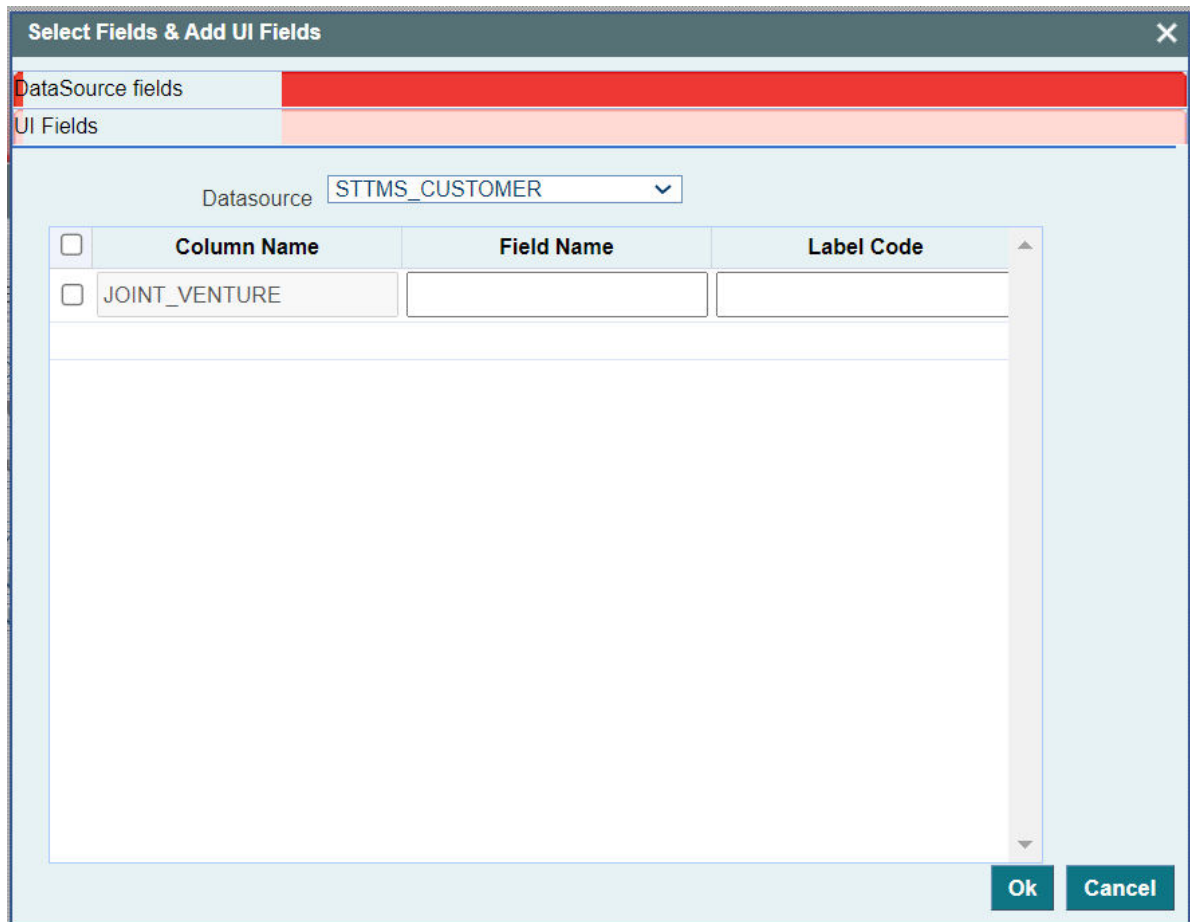 Select Fields & Add UI Fields
DataSource fields
UI Fields
Datasource STTMS_CUSTOMER
Column Name Field Name Label Code
JOINT_VENTURE
Ok Cancel